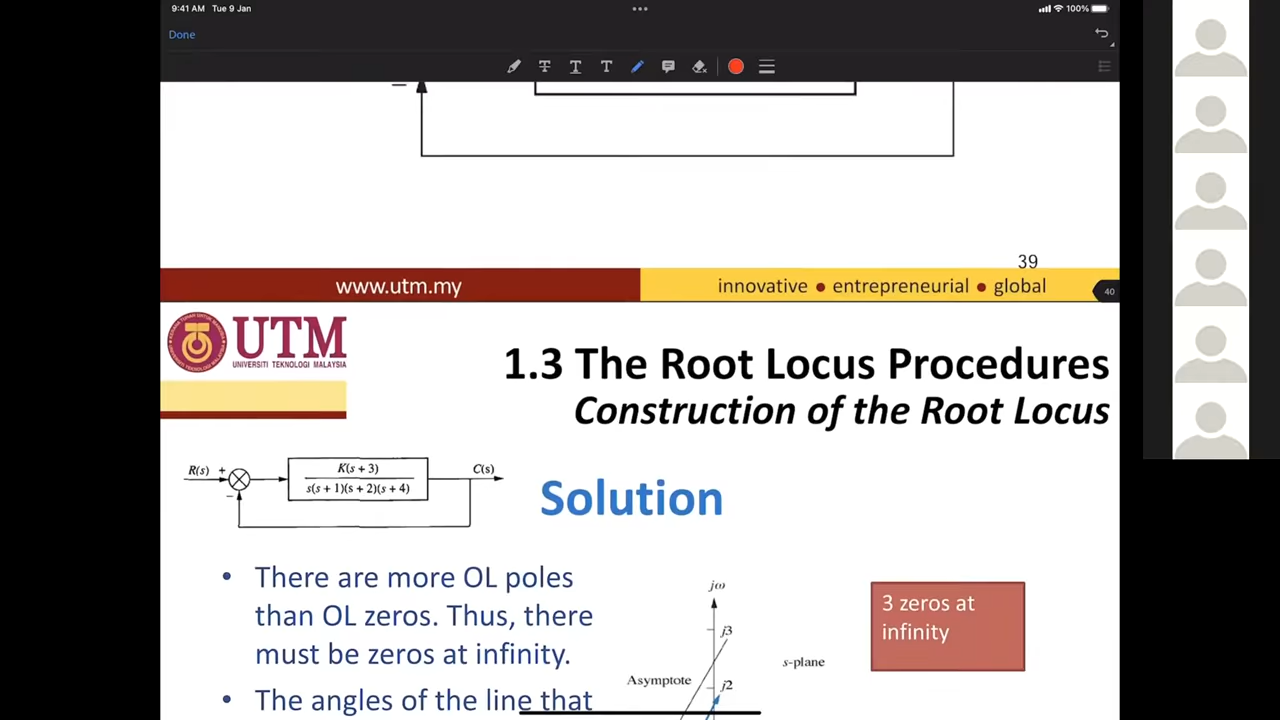 9:41 AM Tue 9 Jan
100%
Done
39
www.utm.my
innovative ● entrepreneurial ● global
40
UTM
UNIVERSITI TEKNOLOGI MALAYSIA
1.3 The Root Locus Procedures
Construction of the Root Locus
R(s) + −
K(s + 3)
s(s + 1)(s + 2)(s + 4)
C(s)
Solution
• There are more OL poles
than OL zeros. Thus, there
must be zeros at infinity.
• The angles of the line that
jω
j3
s-plane
Asymptote
j2
3 zeros at
infinity